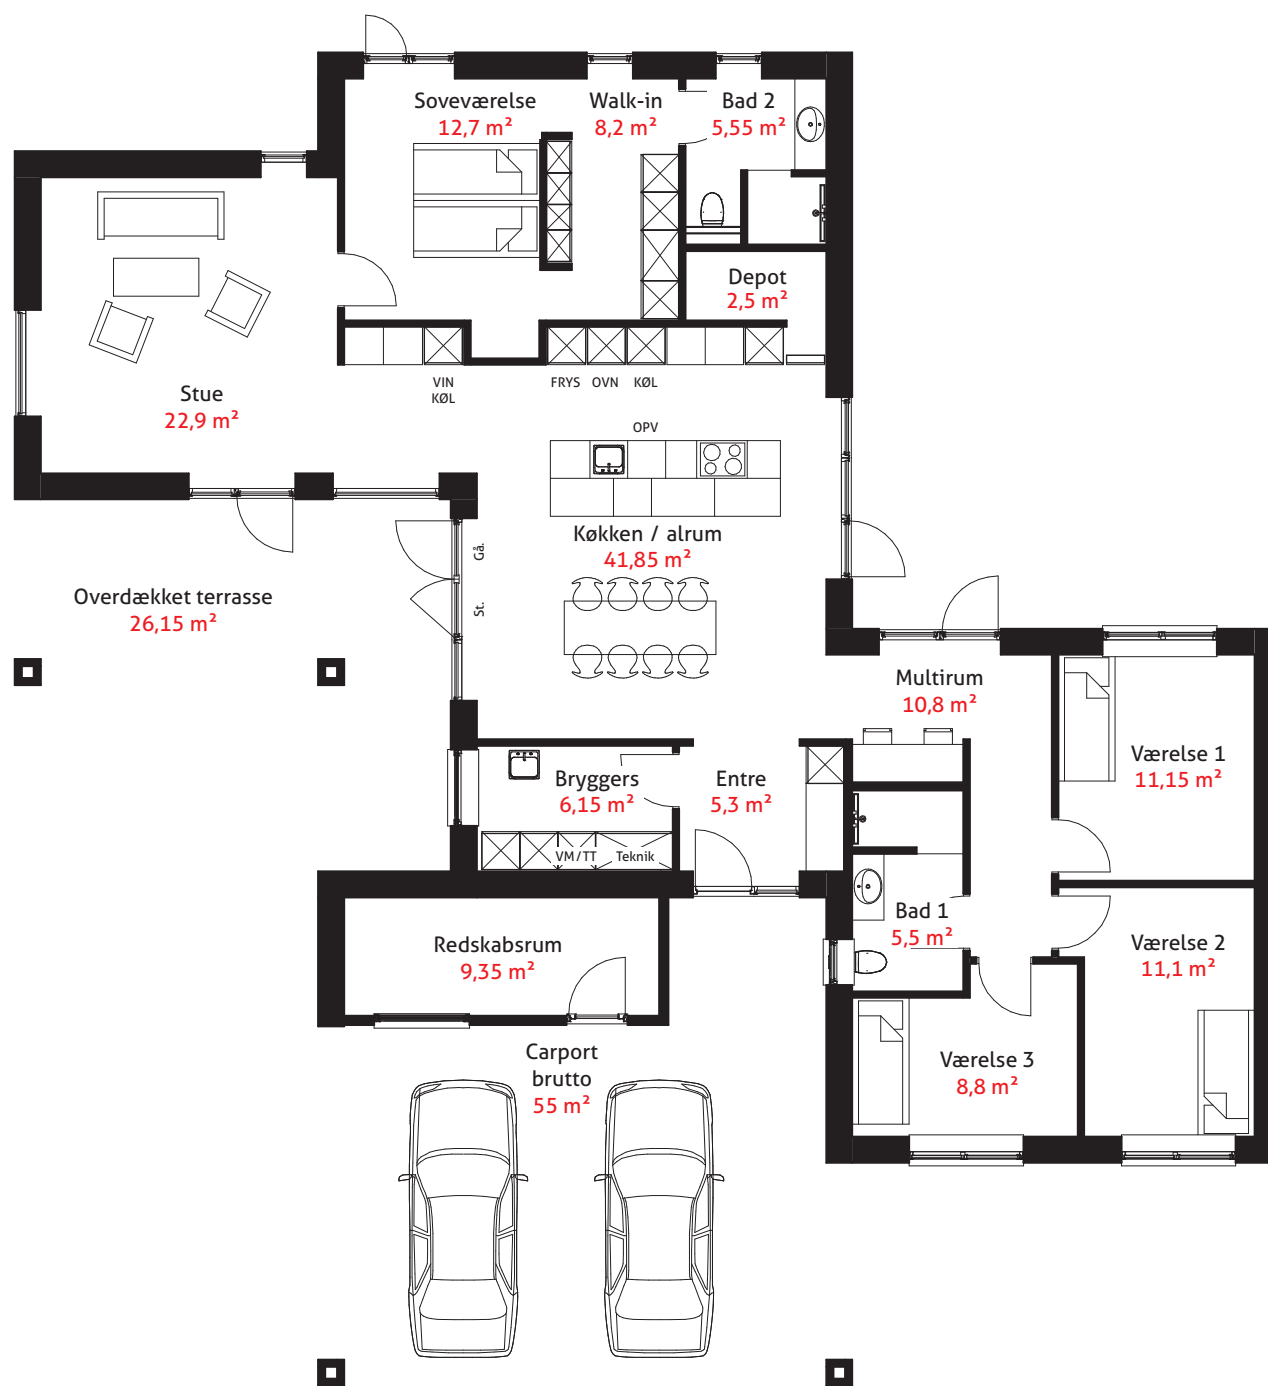 Soveværelse
12,7 m²
Walk-in
8,2 m²
Bad 2
5,55 m²
Depot
2,5 m²
Stue
22,9 m²
VIN
KØL
FRYS
OVN
KØL
OPV
Køkken / alrum
41,85 m²
Gå.
St.
Overdækket terrasse
26,15 m²
Multirum
10,8 m²
Værelse 1
11,15 m²
Bryggers
6,15 m²
Entre
5,3 m²
VM/TT
Teknik
Bad 1
5,5 m²
Værelse 2
11,1 m²
Redskabsrum
9,35 m²
Værelse 3
8,8 m²
Carport
brutto
55 m²